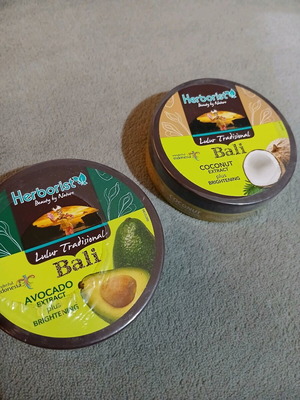 Herborist
Beauty by Nature
Lulur Tradisional
Bali
COCONUT
EXTRACT
plus
BRIGHTENING
Herborist
Beauty by Nature
Lulur Tradisional
Bali
AVOCADO
EXTRACT
plus
BRIGHTENING